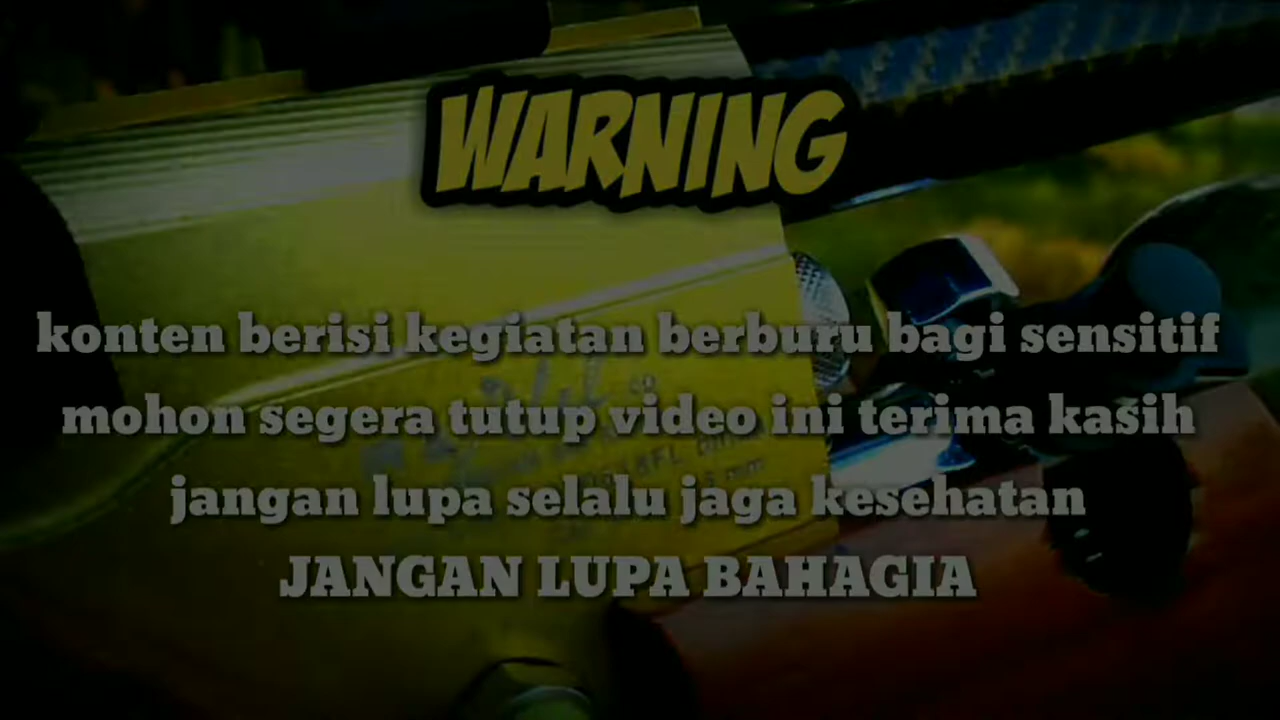 WARNING
konten berisi kegiatan berburu bagi sensitif
mohon segera tutup video ini terima kasih
jangan lupa selalu jaga kesehatan
JANGAN LUPA BAHAGIA